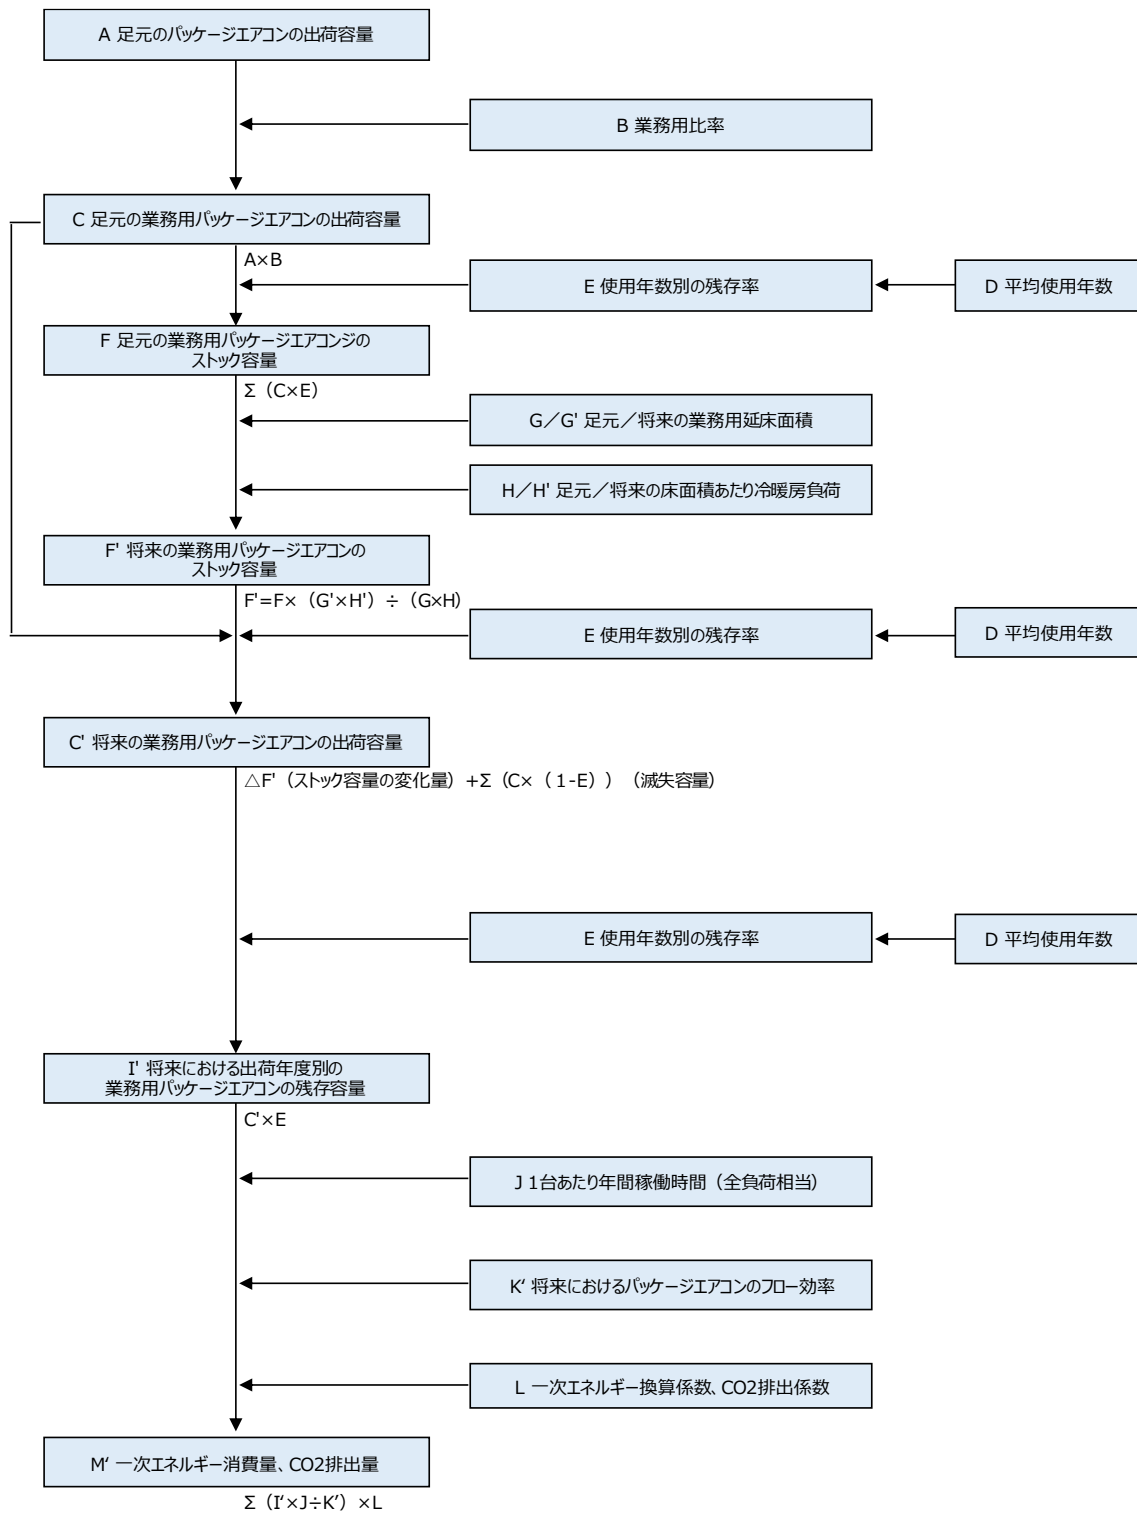 A 足元のパッケージエアコンの出荷容量
B 業務用比率
C 足元の業務用パッケージエアコンの出荷容量
A×B
E 使用年数別の残存率
D 平均使用年数
F 足元の業務用パッケージエアコンジの
ストック容量
Σ（C×E）
G／G' 足元／将来の業務用延床面積
H／H' 足元／将来の床面積あたり冷暖房負荷
F' 将来の業務用パッケージエアコンの
ストック容量
F'=F×（G'×H'）÷（G×H）
E 使用年数別の残存率
D 平均使用年数
C' 将来の業務用パッケージエアコンの出荷容量
△F'（ストック容量の変化量）+Σ（C×（１-E））（滅失容量）
E 使用年数別の残存率
D 平均使用年数
I' 将来における出荷年度別の
業務用パッケージエアコンの残存容量
C'×E
J 1台あたり年間稼働時間（全負荷相当）
K‘ 将来におけるパッケージエアコンのフロー効率
L 一次エネルギー換算係数、CO2排出係数
M‘ 一次エネルギー消費量、CO2排出量
Σ（I‘×J÷K’）×L